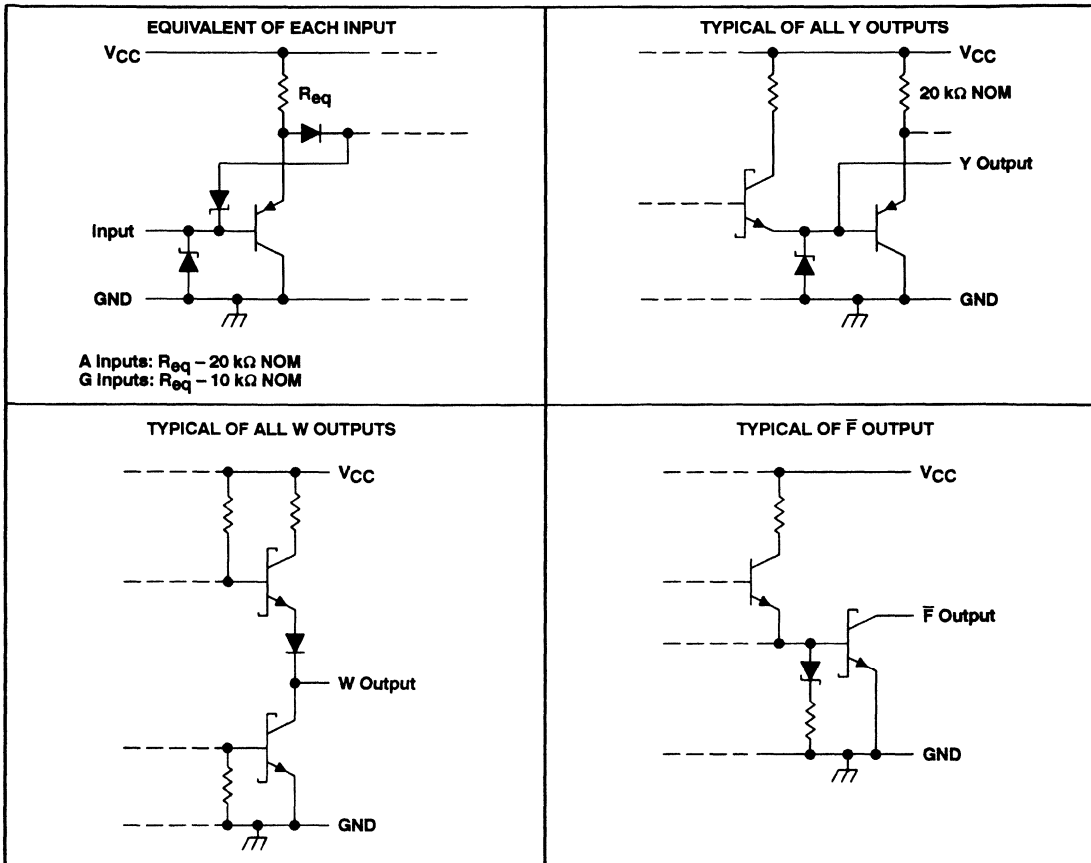 EQUIVALENT OF EACH INPUT
VCC
Req
Input
GND
A Inputs: Req – 20 kΩ NOM
G Inputs: Req – 10 kΩ NOM
TYPICAL OF ALL Y OUTPUTS
VCC
20 kΩ NOM
Y Output
GND
TYPICAL OF ALL W OUTPUTS
VCC
W Output
GND
TYPICAL OF F̅ OUTPUT
VCC
F̅ Output
GND